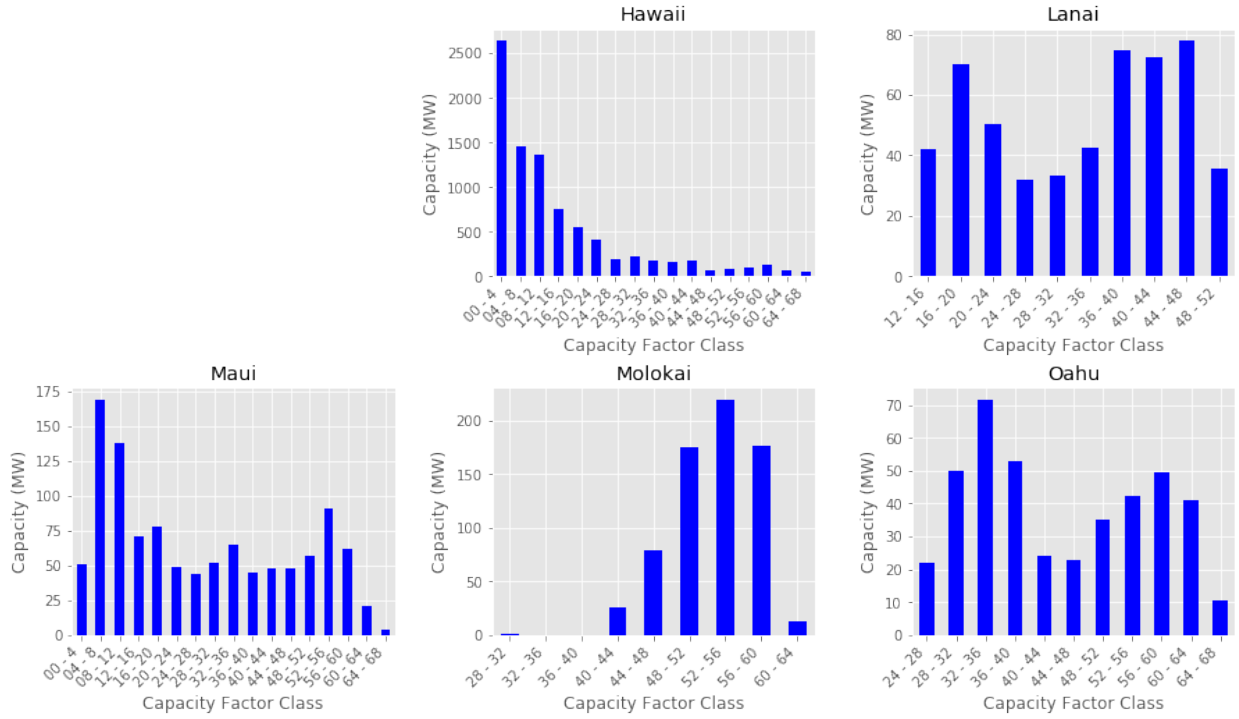 Hawaii
Capacity (MW)
2500
2000
1500
1000
500
0
00 - 4
04 - 8
08 - 12
12 - 16
16 - 20
20 - 24
24 - 28
28 - 32
32 - 36
36 - 40
40 - 44
44 - 48
48 - 52
52 - 56
56 - 60
60 - 64
64 - 68
Capacity Factor Class
Lanai
Capacity (MW)
80
60
40
20
0
12 - 16
16 - 20
20 - 24
24 - 28
28 - 32
32 - 36
36 - 40
40 - 44
44 - 48
48 - 52
Capacity Factor Class
Maui
Capacity (MW)
175
150
125
100
75
50
25
0
00 - 4
04 - 8
08 - 12
12 - 16
16 - 20
20 - 24
24 - 28
28 - 32
32 - 36
36 - 40
40 - 44
44 - 48
48 - 52
52 - 56
56 - 60
60 - 64
64 - 68
Capacity Factor Class
Molokai
Capacity (MW)
200
150
100
50
0
28 - 32
32 - 36
36 - 40
40 - 44
44 - 48
48 - 52
52 - 56
56 - 60
60 - 64
Capacity Factor Class
Oahu
Capacity (MW)
70
60
50
40
30
20
10
0
24 - 28
28 - 32
32 - 36
36 - 40
40 - 44
44 - 48
48 - 52
52 - 56
56 - 60
60 - 64
64 - 68
Capacity Factor Class